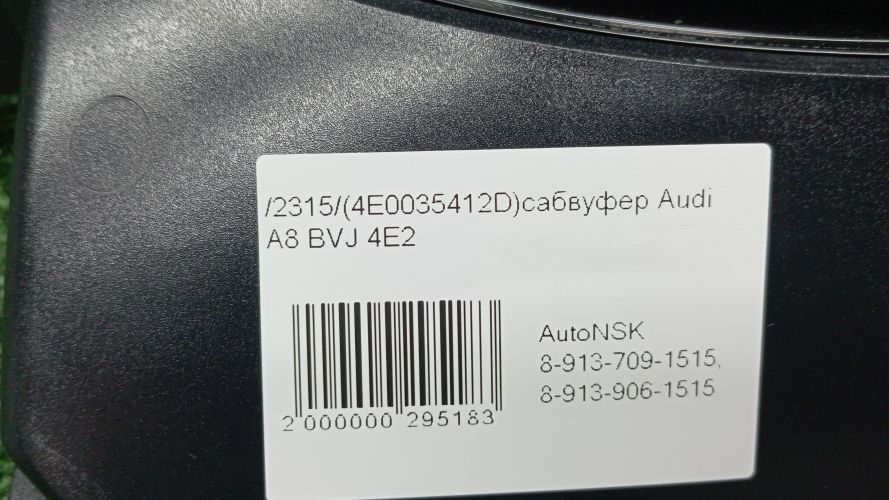 /2315/(4E0035412D)сабвуфер Audi
A8 BVJ 4E2
AutoNSK
8-913-709-1515,
8-913-906-1515
2 000000 295183